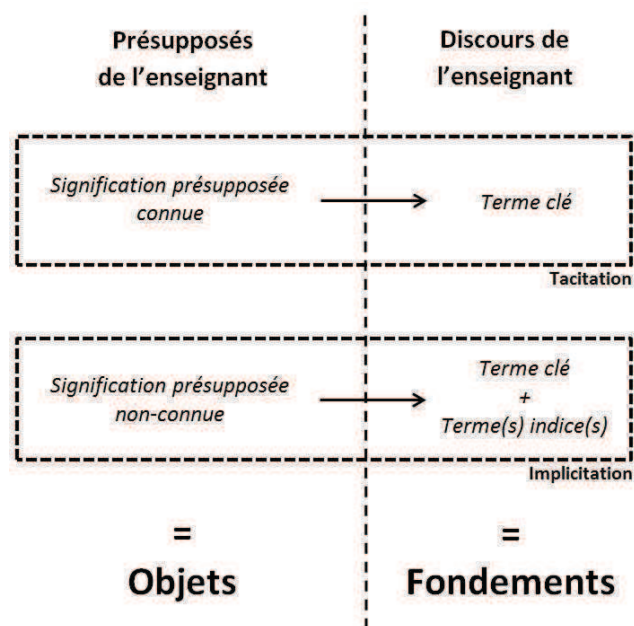 Présupposés
de l'enseignant
Discours de
l'enseignant
Signification présupposée
connue
Terme clé
Tacitation
Signification présupposée
non-connue
Terme clé
+
Terme(s) indice(s)
Implicitation
=
Objets
=
Fondements